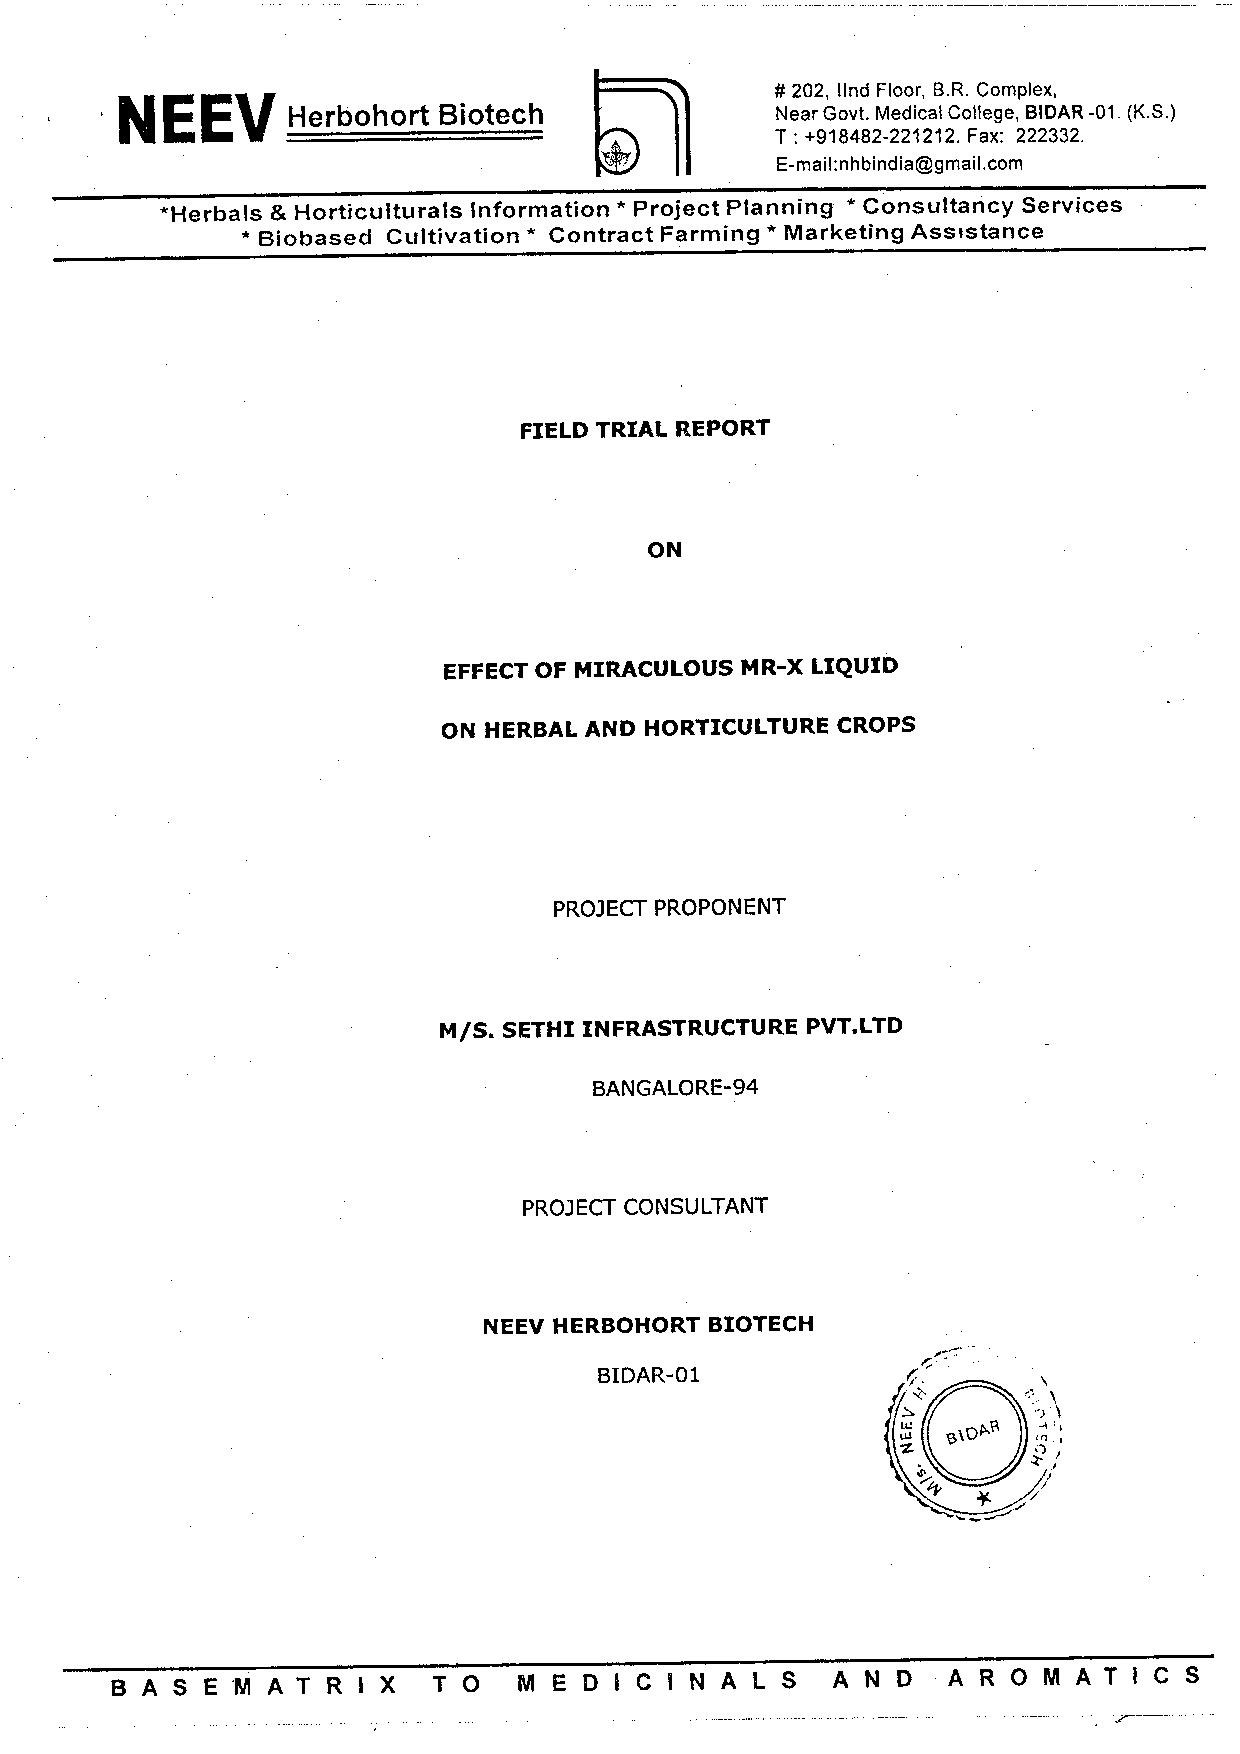 NEEV Herbohort Biotech
# 202, IInd Floor, B.R. Complex,
Near Govt. Medical College, BIDAR -01. (K.S.)
T : +918482-221212. Fax: 222332.
E-mail:nhbindia@gmail.com
*Herbals & Horticulturals Information * Project Planning * Consultancy Services
* Biobased Cultivation * Contract Farming * Marketing Assistance
FIELD TRIAL REPORT
ON
EFFECT OF MIRACULOUS MR-X LIQUID
ON HERBAL AND HORTICULTURE CROPS
PROJECT PROPONENT
M/S. SETHI INFRASTRUCTURE PVT.LTD
BANGALORE-94
PROJECT CONSULTANT
NEEV HERBOHORT BIOTECH
BIDAR-01
M/s. NEEV H
BIOTECH
BIDAR
BASEMATRIX TO MEDICINALS AND AROMATICS